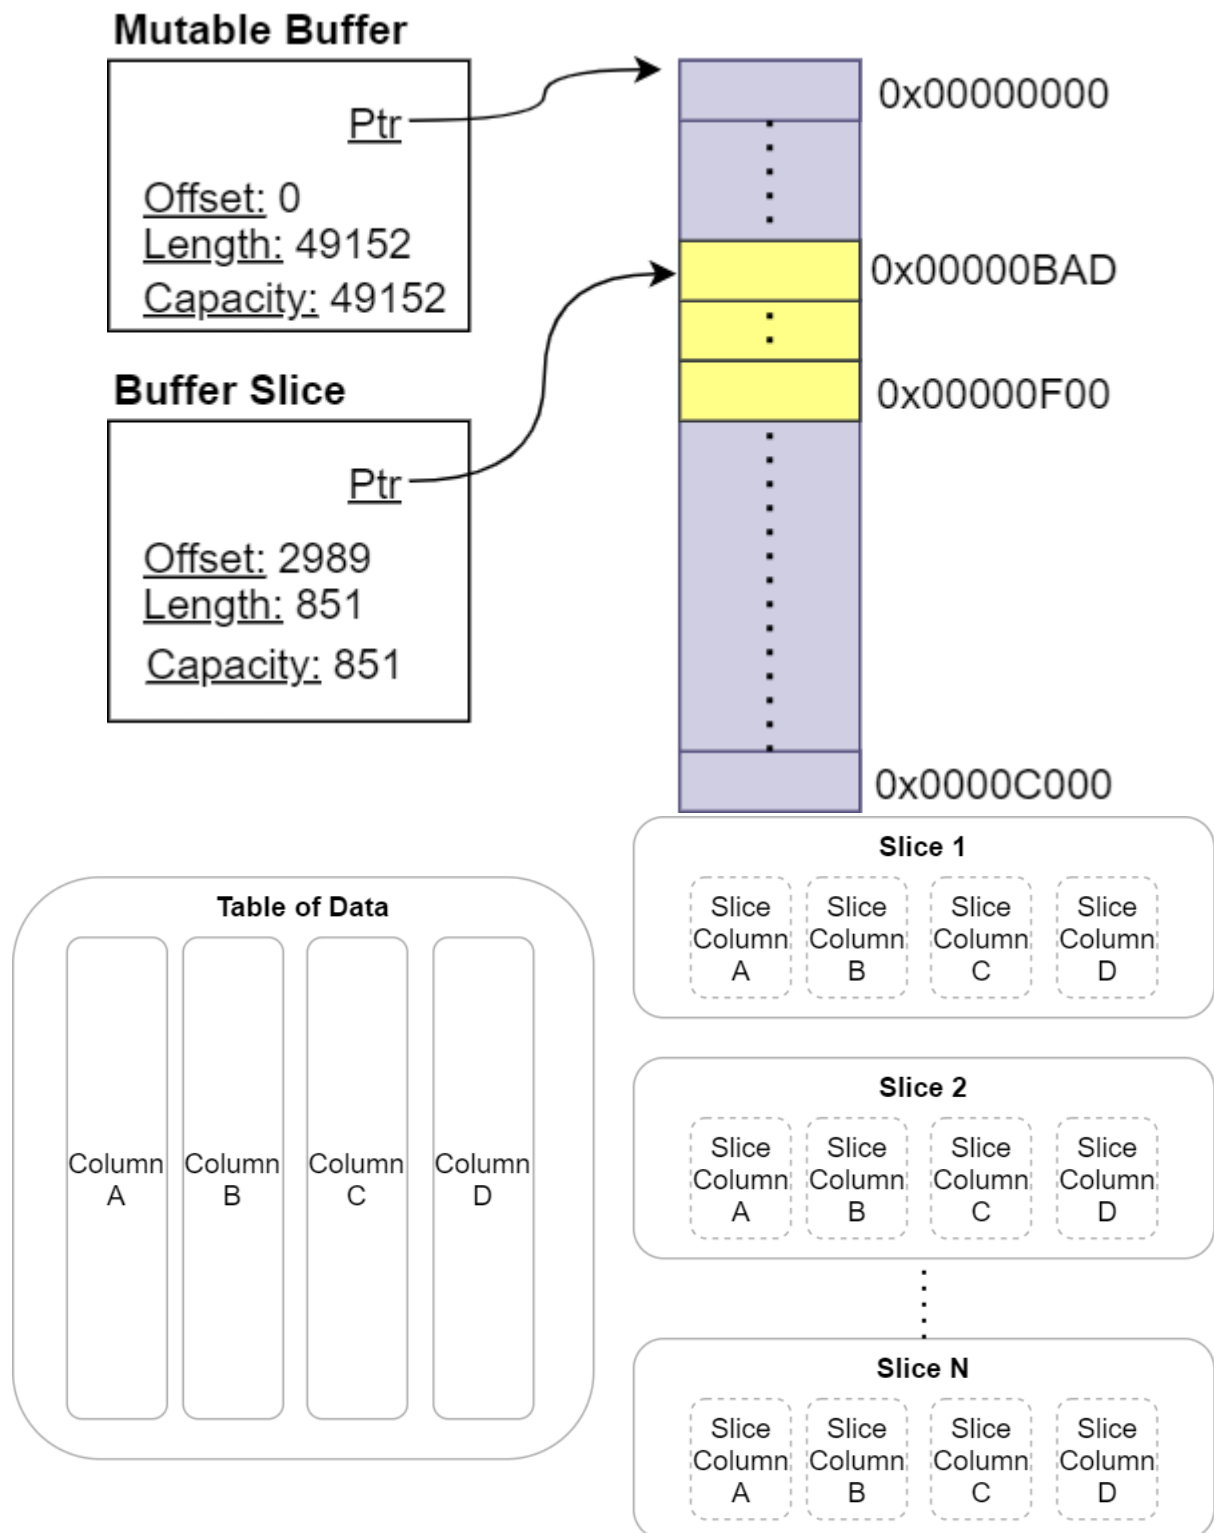 Mutable Buffer
Ptr
Offset: 0
Length: 49152
Capacity: 49152
Buffer Slice
Ptr
Offset: 2989
Length: 851
Capacity: 851
0x00000000
0x00000BAD
0x00000F00
0x0000C000
Table of Data
Column
A
Column
B
Column
C
Column
D
Slice 1
Slice
Column
A
Slice
Column
B
Slice
Column
C
Slice
Column
D
Slice 2
Slice
Column
A
Slice
Column
B
Slice
Column
C
Slice
Column
D
Slice N
Slice
Column
A
Slice
Column
B
Slice
Column
C
Slice
Column
D